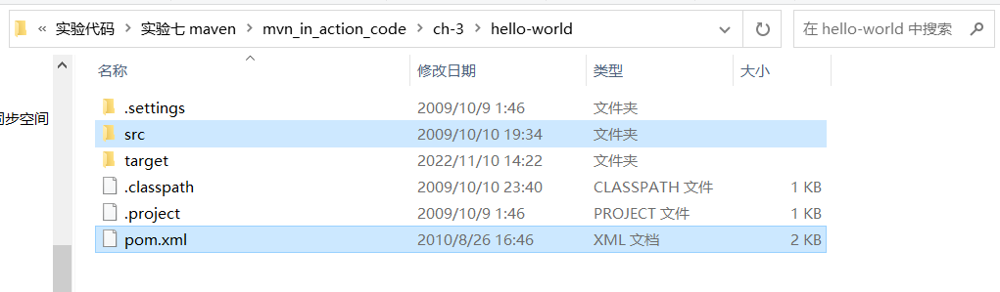 « 实验代码 > 实验七 maven > mvn_in_action_code > ch-3 > hello-world 在 hello-world 中搜索
名称 修改日期 类型 大小
.settings 2009/10/9 1:46 文件夹
步空间
src 2009/10/10 19:34 文件夹
target 2022/11/10 14:22 文件夹
.classpath 2009/10/10 23:40 CLASSPATH 文件 1 KB
.project 2009/10/9 1:46 PROJECT 文件 1 KB
pom.xml 2010/8/26 16:46 XML 文档 2 KB